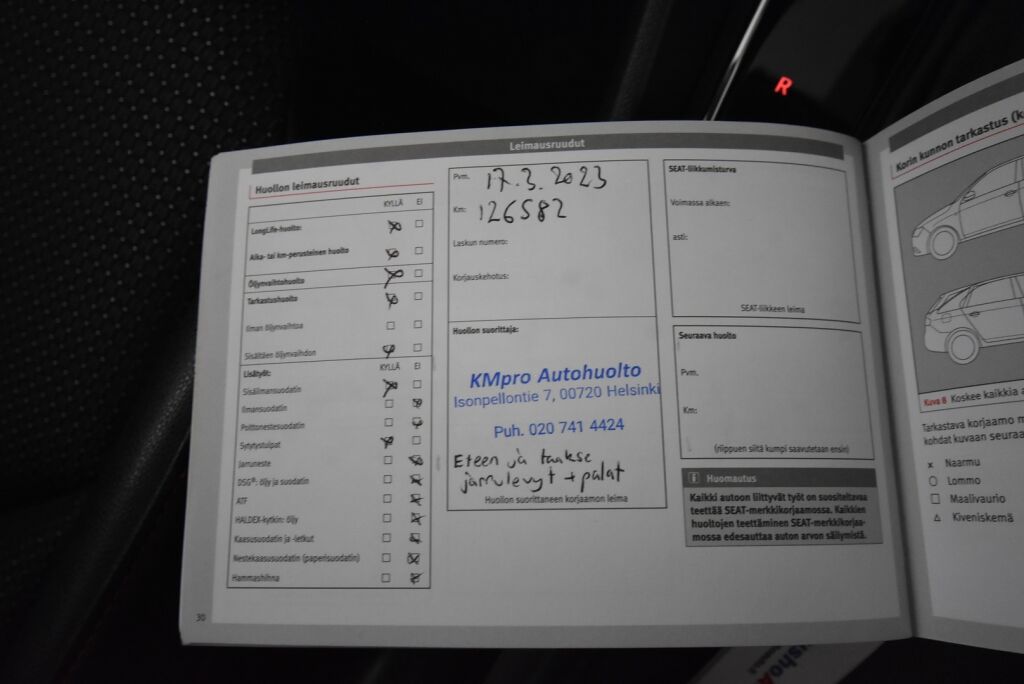 R
Leimausruudut
Huollon leimausruudut
KYLLÄ EI
LongLife-huolto:
Aika- tai km-perusteinen huolto
Öljynvaihtohuolto
Tarkastushuolto
Ilman öljynvaihtoa
Sisältäen öljynvaihdon
Lisätyöt: KYLLÄ EI
Sisäilmansuodatin
Ilmansuodatin
Polttonestesuodatin
Sytytystulpat
Jarruneste
DSG®: öljy ja suodatin
ATF
HALDEX-kytkin: öljy
Kaasusuodatin ja -letkut
Nestekaasusuodatin (paperisuodatin)
Hammashihna
30
Pvm. 17.3.2023
Km: 126582
Laskun numero:
Korjauskehotus:
Huollon suorittaja:
KMpro Autohuolto
Isonpellontie 7, 00720 Helsinki
Puh. 020 741 4424
Eteen ja taakse
jarrulevyt + palat
Huollon suorittaneen korjaamon leima
SEAT-liikkumisturva
Voimassa alkaen:
asti:
SEAT-liikkeen leima
Seuraava huolto
Pvm.
Km:
(riippuen siitä kumpi saavutetaan ensin)
i Huomautus
Kaikki autoon liittyvät työt on suositeltavaa
teettää SEAT-merkkikorjaamossa. Kaikkien
huoltojen teettäminen SEAT-merkkikorjaa-
mossa edesauttaa auton arvon säilymistä.
Korin kunnon tarkastus (k
Kuva 8 Koskee kaikkia a
Tarkastava korjaamo m
kohdat kuvaan seuraa
x Naarmu
○ Lommo
□ Maalivaurio
△ Kiveniskemä